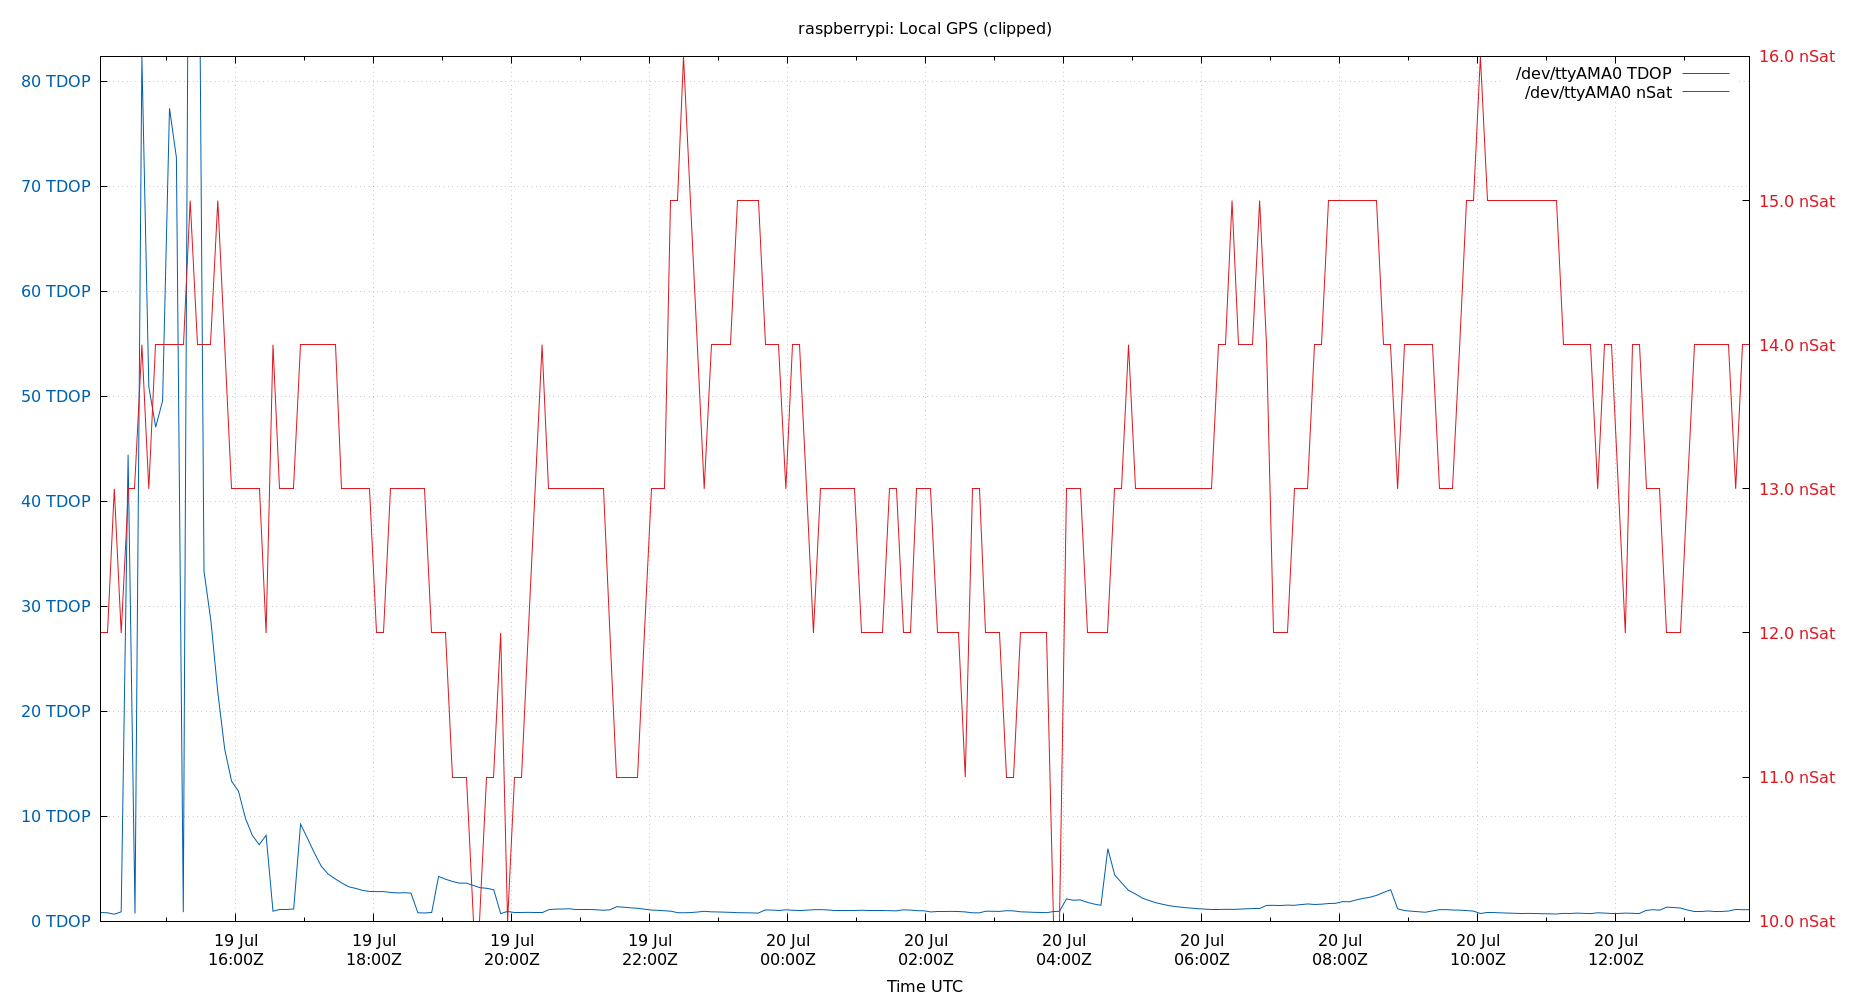 raspberrypi: Local GPS (clipped)
/dev/ttyAMA0 TDOP
/dev/ttyAMA0 nSat
80 TDOP
70 TDOP
60 TDOP
50 TDOP
40 TDOP
30 TDOP
20 TDOP
10 TDOP
0 TDOP
16.0 nSat
15.0 nSat
14.0 nSat
13.0 nSat
12.0 nSat
11.0 nSat
10.0 nSat
19 Jul
16:00Z
19 Jul
18:00Z
19 Jul
20:00Z
19 Jul
22:00Z
20 Jul
00:00Z
20 Jul
02:00Z
20 Jul
04:00Z
20 Jul
06:00Z
20 Jul
08:00Z
20 Jul
10:00Z
20 Jul
12:00Z
Time UTC